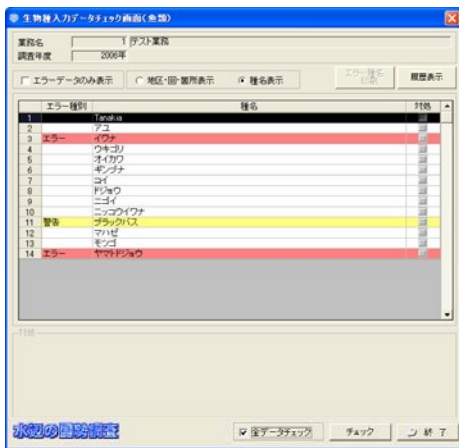 生物種入力データチェック画面(魚類)
業務名 1 テスト業務
調査年度 2006年
エラーデータのみ表示 地区・回・箇所表示 種名表示 エラー種名印刷 履歴表示
エラー種別 種名 対処
1 Tanakia
2 アユ
3 エラー イワナ
4 ウキゴリ
5 オイカワ
6 ギンブナ
7 コイ
8 ドジョウ
9 ニゴイ
10 ニッコウイワナ
11 警告 ブラックバス
12 マハゼ
13 モツゴ
14 エラー ヤマトドジョウ
対処
水辺の国勢調査 全データチェック チェック 終了